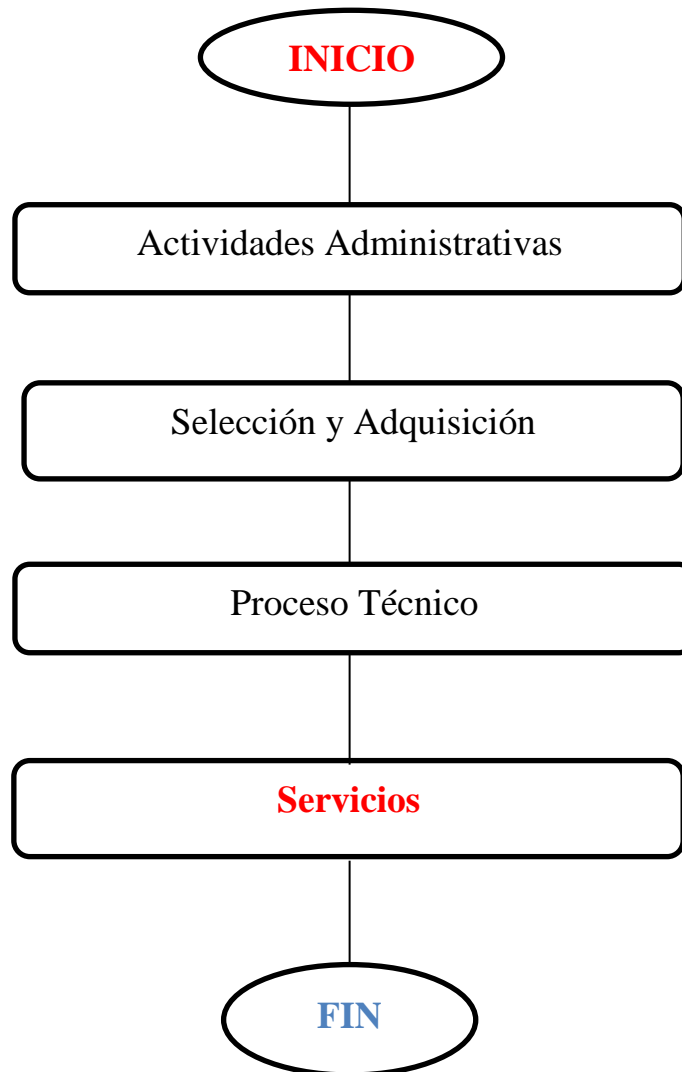 INICIO
Actividades Administrativas
Selección y Adquisición
Proceso Técnico
Servicios
FIN